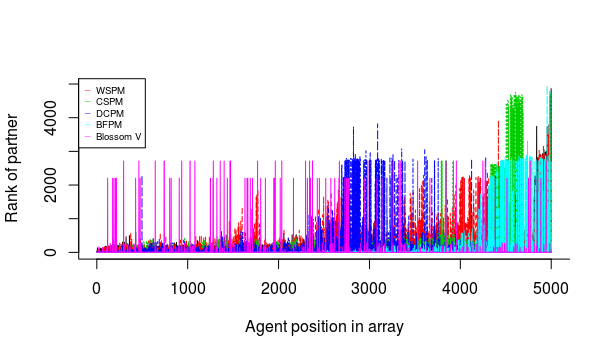 WSPM
CSPM
DCPM
BFPM
Blossom V
Rank of partner
0
2000
4000
0
1000
2000
3000
4000
5000
Agent position in array